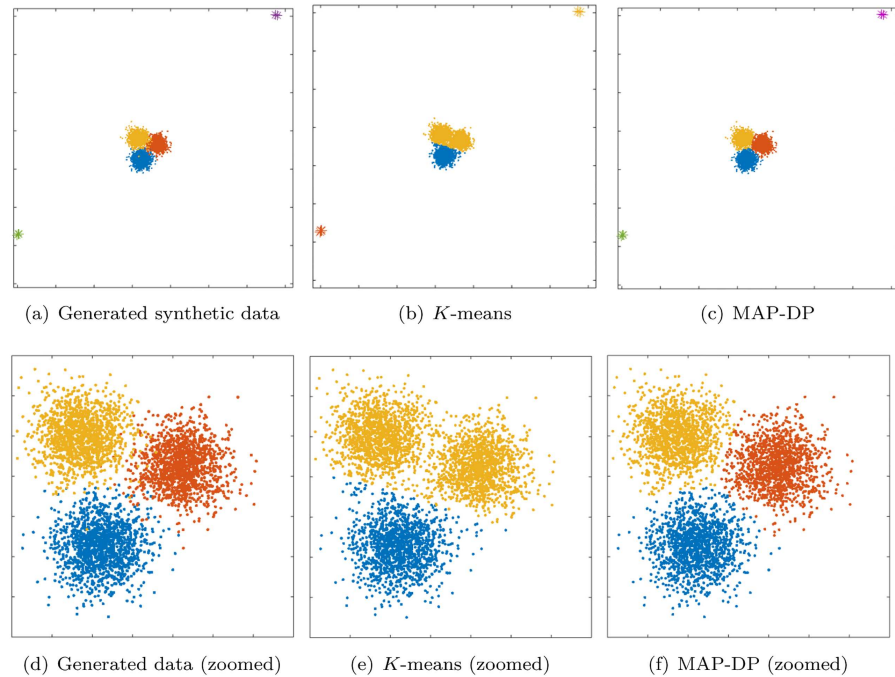 (a) Generated synthetic data
(b) K-means
(c) MAP-DP
(d) Generated data (zoomed)
(e) K-means (zoomed)
(f) MAP-DP (zoomed)